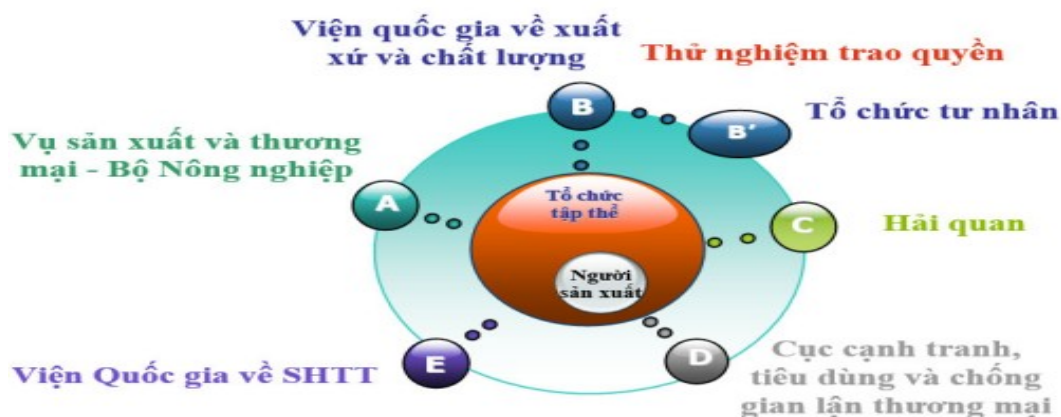 Viện quốc gia về xuất
xứ và chất lượng
Thử nghiệm trao quyền
B
B'
Tổ chức tư nhân
Vụ sản xuất và thương
mại - Bộ Nông nghiệp
A
Tổ chức
tập thể
C
Hải quan
Người
sản xuất
E
D
Viện Quốc gia về SHTT
Cục cạnh tranh,
tiêu dùng và chống
gian lận thương mại